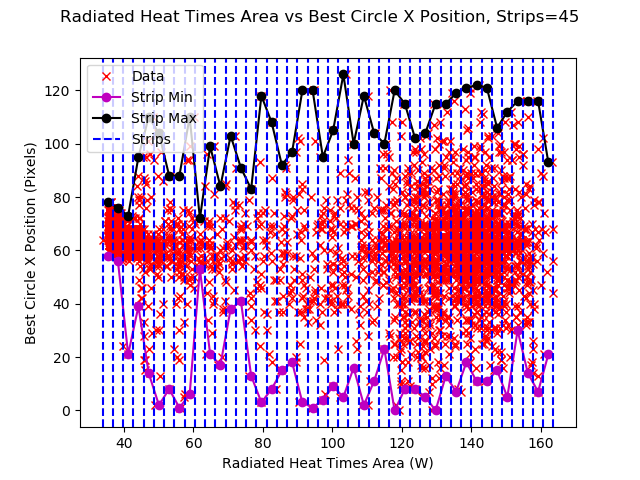 Radiated Heat Times Area vs Best Circle X Position, Strips=45
Data
Strip Min
Strip Max
Strips
Best Circle X Position (Pixels)
120
100
80
60
40
20
0
40 60 80 100 120 140 160
Radiated Heat Times Area (W)